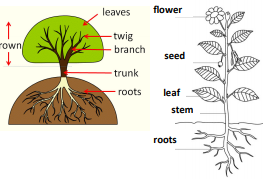 leaves
twig
rown
branch
trunk
roots
flower
seed
leaf
stem
roots